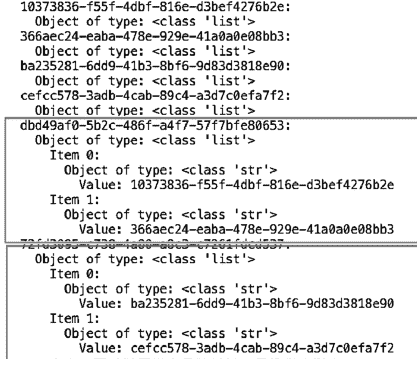 10373836-f55f-4dbf-816e-d3bef4276b2e:
Object of type: <class 'list'>
366aec24-eaba-478e-929e-41a0a0e08bb3:
Object of type: <class 'list'>
ba235281-6dd9-41b3-8bf6-9d83d3818e90:
Object of type: <class 'list'>
cefcc578-3adb-4cab-89c4-a3d7c0efa7f2:
Object of type: <class 'list'>
dbd49af0-5b2c-486f-a4f7-57f7bfe80653:
Object of type: <class 'list'>
Item 0:
Object of type: <class 'str'>
Value: 10373836-f55f-4dbf-816e-d3bef4276b2e
Item 1:
Object of type: <class 'str'>
Value: 366aec24-eaba-478e-929e-41a0a0e08bb3
Object of type: <class 'list'>
Item 0:
Object of type: <class 'str'>
Value: ba235281-6dd9-41b3-8bf6-9d83d3818e90
Item 1:
Object of type: <class 'str'>
Value: cefcc578-3adb-4cab-89c4-a3d7c0efa7f2